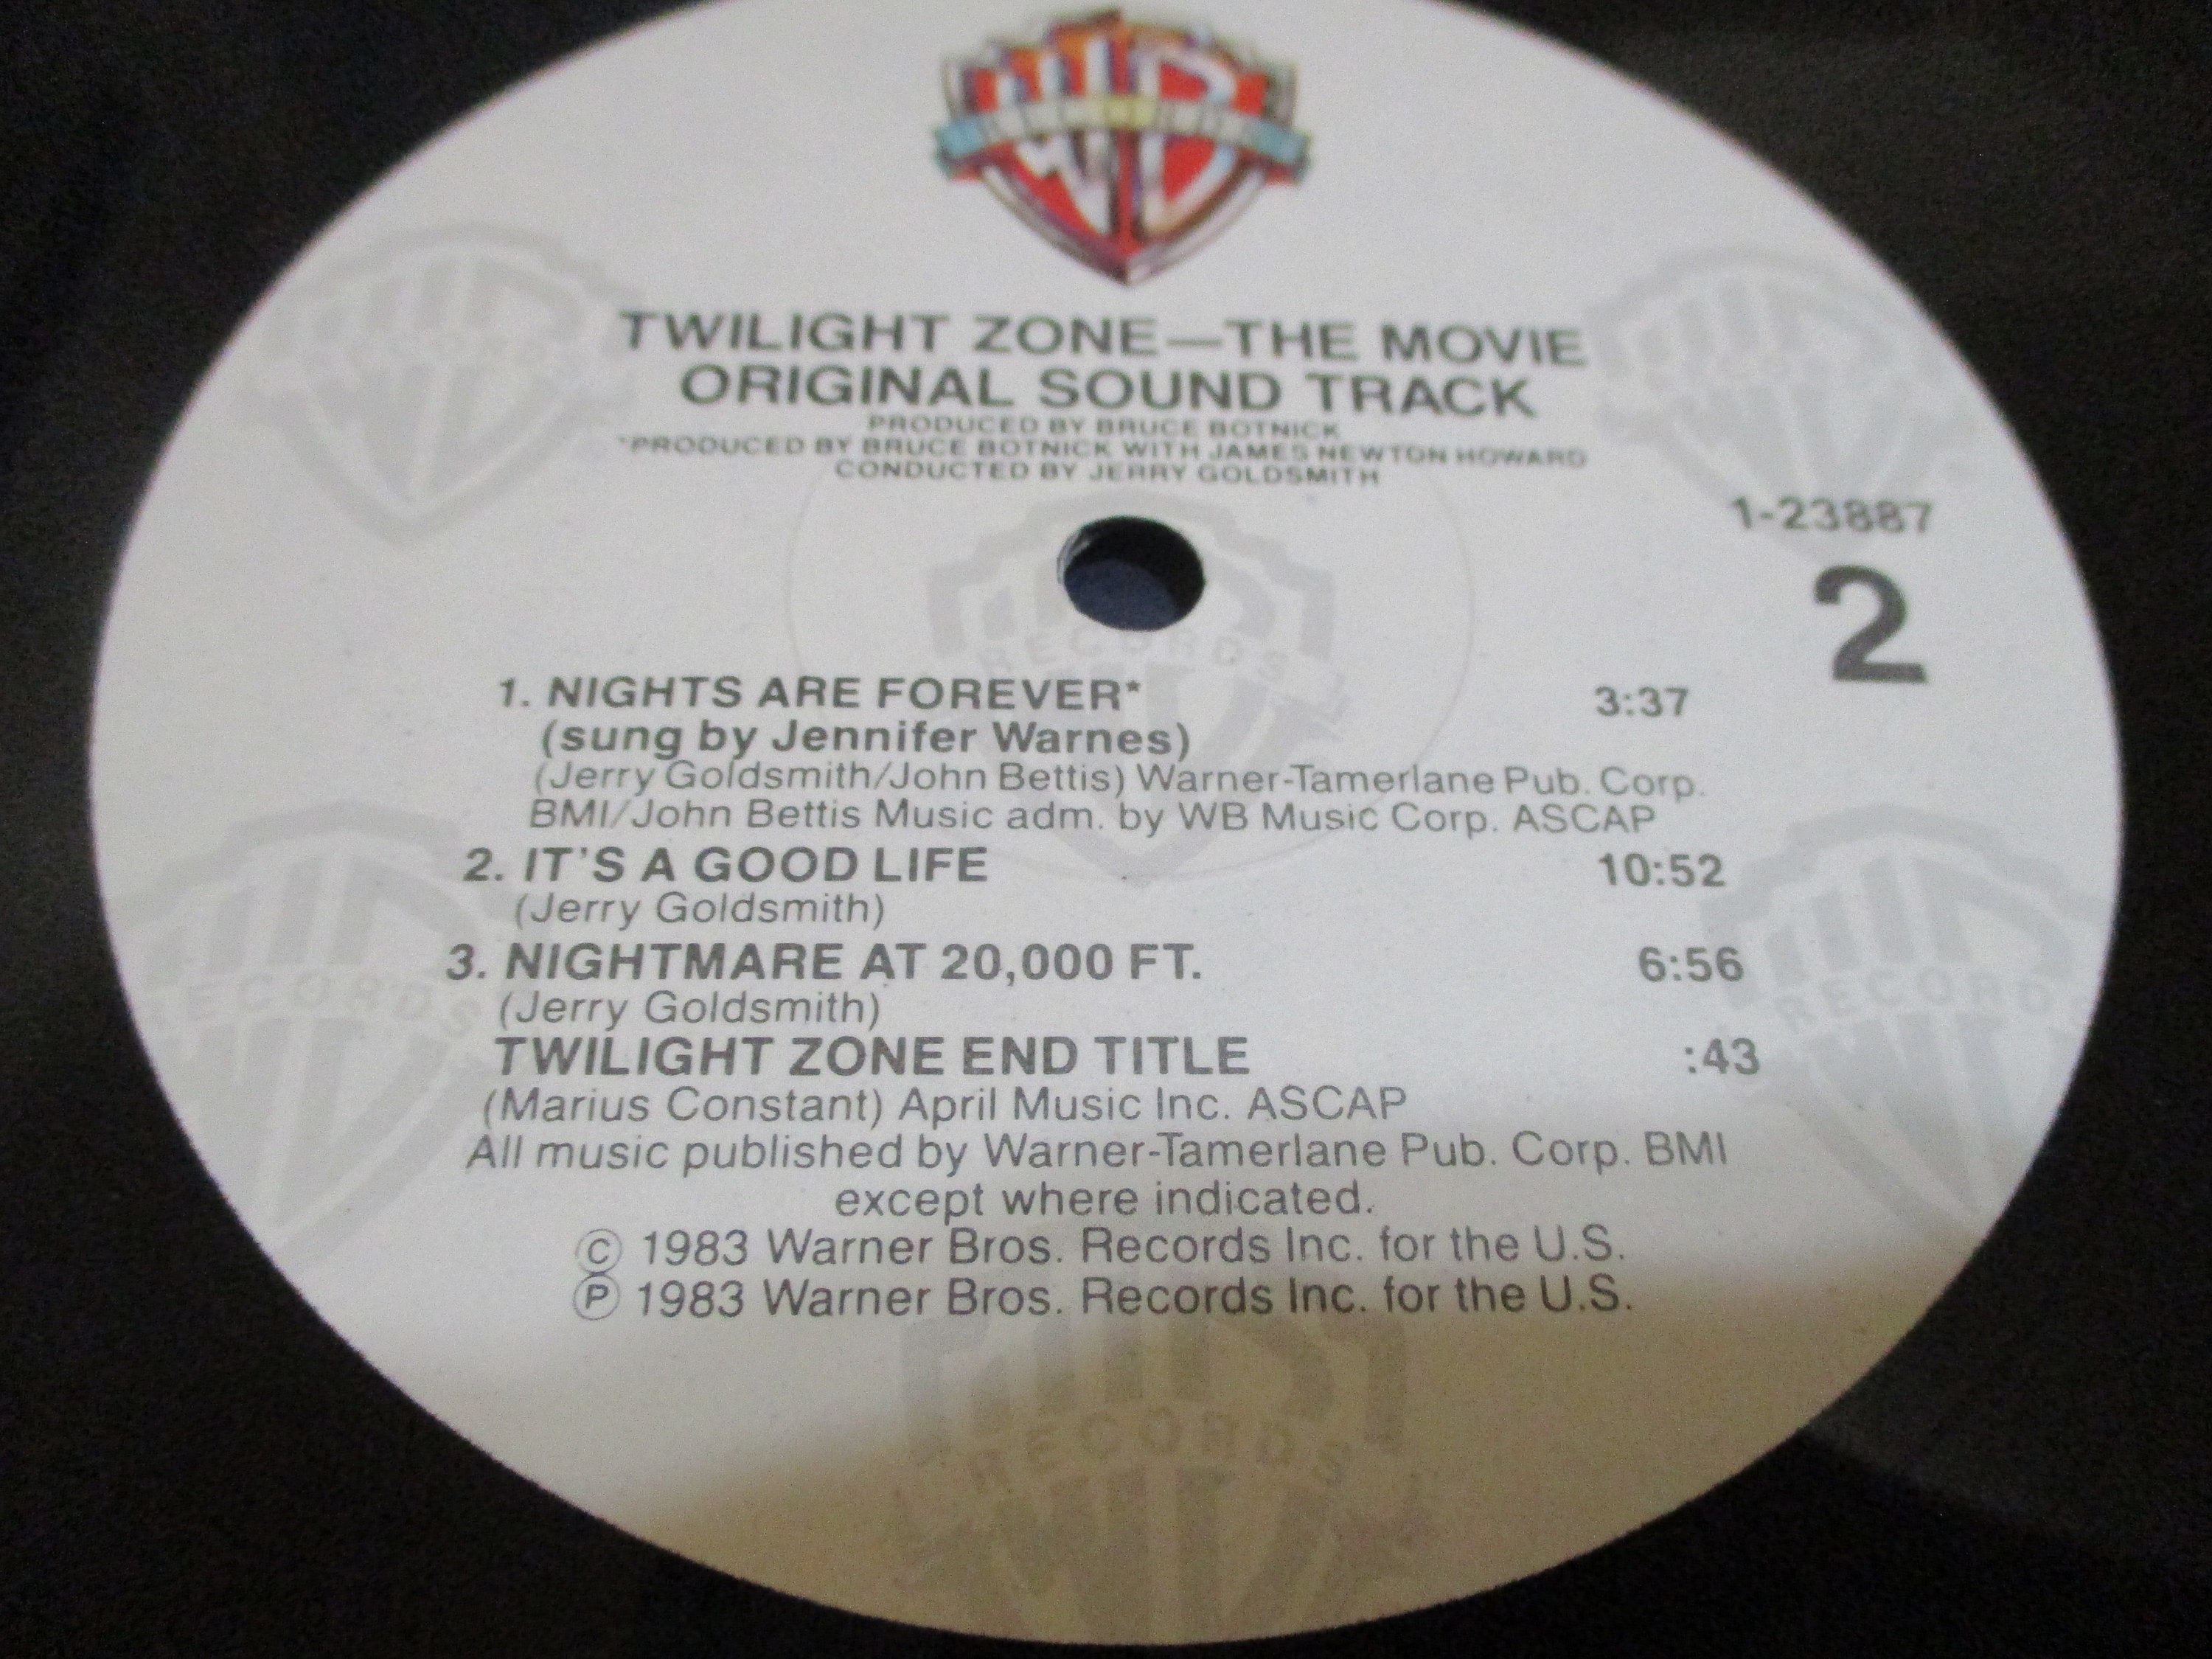 TWILIGHT ZONE—THE MOVIE
ORIGINAL SOUND TRACK
PRODUCED BY BRUCE BOTNICK
*PRODUCED BY BRUCE BOTNICK WITH JAMES NEWTON HOWARD
CONDUCTED BY JERRY GOLDSMITH
1-23887
2
RECORDS
1. NIGHTS ARE FOREVER* 3:37
(sung by Jennifer Warnes)
(Jerry Goldsmith/John Bettis) Warner-Tamerlane Pub. Corp.
BMI/John Bettis Music adm. by WB Music Corp. ASCAP
2. IT'S A GOOD LIFE 10:52
(Jerry Goldsmith)
3. NIGHTMARE AT 20,000 FT. 6:56
(Jerry Goldsmith)
RECORDS
RECORDS
TWILIGHT ZONE END TITLE :43
(Marius Constant) April Music Inc. ASCAP
All music published by Warner-Tamerlane Pub. Corp. BMI
except where indicated.
© 1983 Warner Bros. Records Inc. for the U.S.
Ⓟ 1983 Warner Bros. Records Inc. for the U.S.
RECORDS